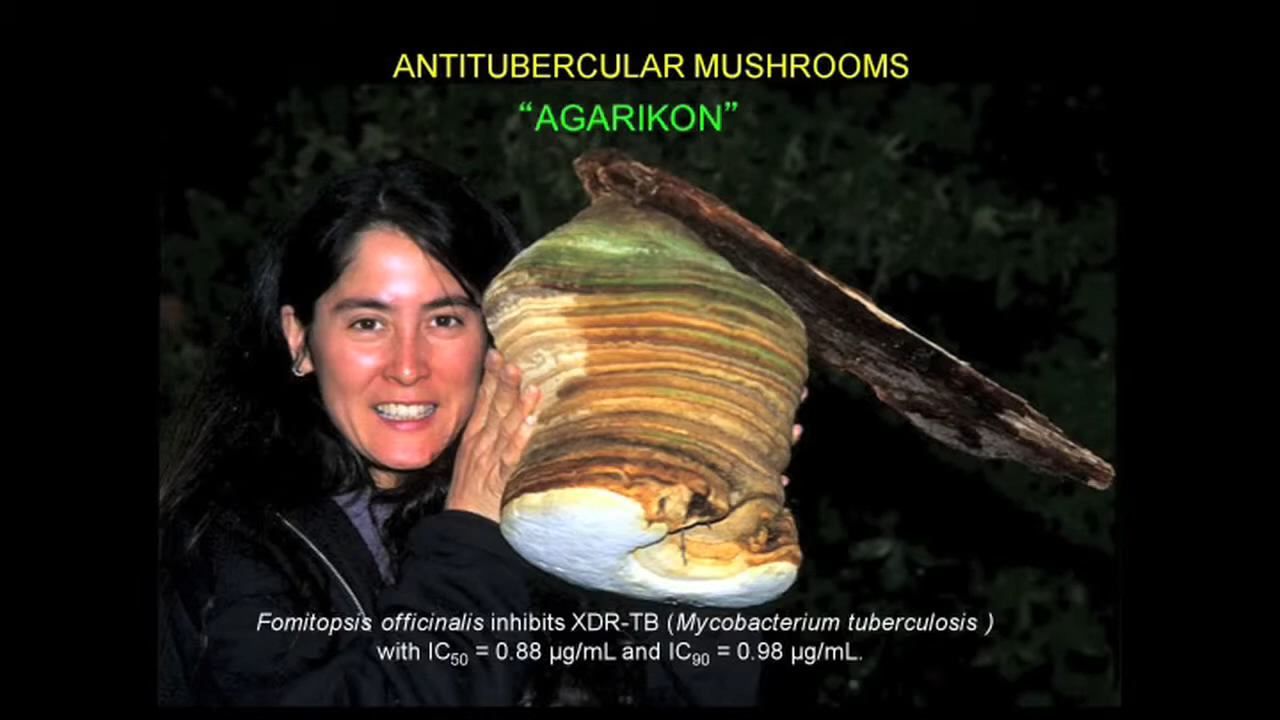 ANTITUBERCULAR MUSHROOMS
“AGARIKON”
Fomitopsis officinalis inhibits XDR-TB (Mycobacterium tuberculosis )
with IC₅₀ = 0.88 µg/mL and IC₉₀ = 0.98 µg/mL.